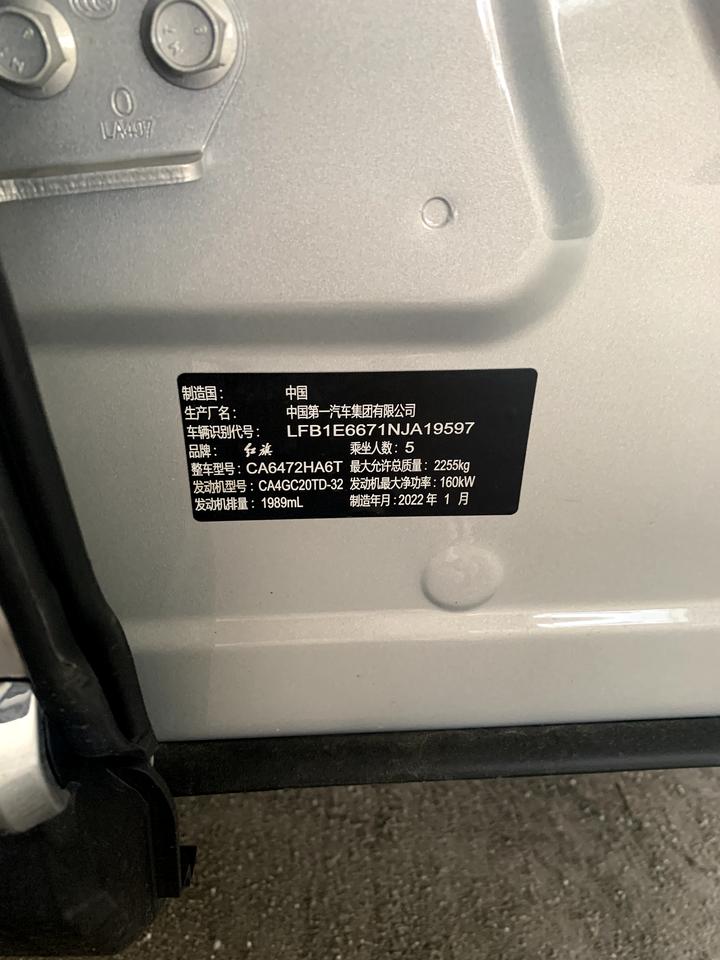 0
LA407
制造国： 中国
生产厂名： 中国第一汽车集团有限公司
车辆识别代号： LFB1E6671NJA19597
品牌： 红旗 乘坐人数：5
整车型号：CA6472HA6T 最大允许总质量：2255kg
发动机型号：CA4GC20TD-32 发动机最大净功率：160kW
发动机排量：1989mL 制造年月：2022年 1 月